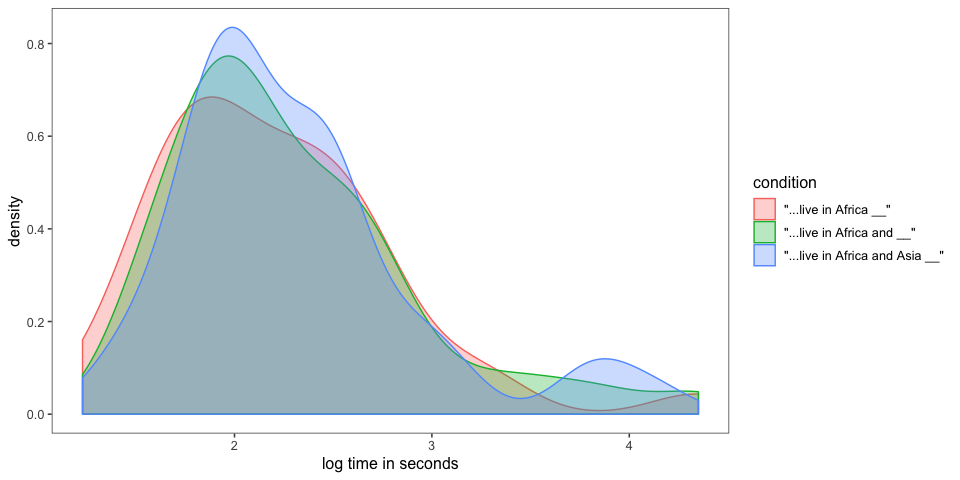 0.8
0.6
0.4
0.2
0.0
density
2 3 4
log time in seconds
condition
"...live in Africa __"
"...live in Africa and __"
"...live in Africa and Asia __"